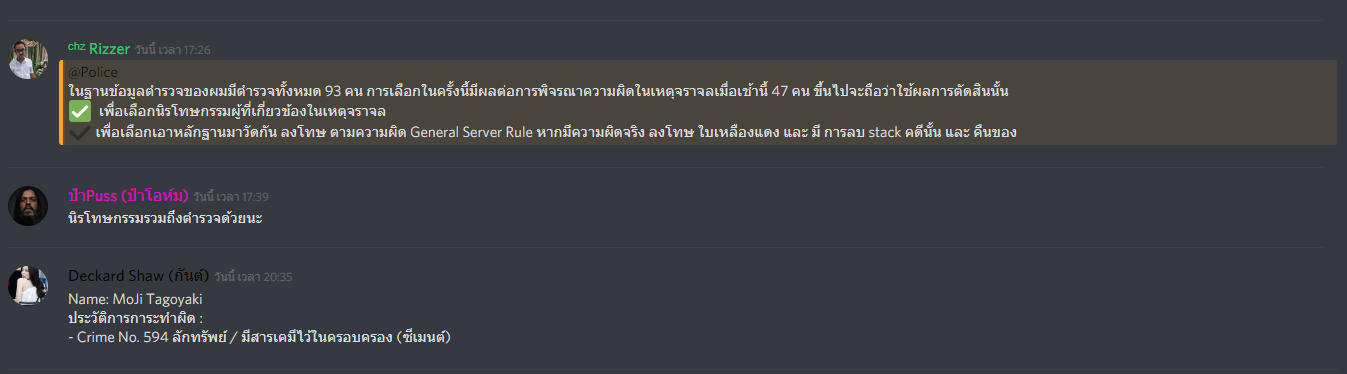 chz Rizzer วันนี้ เวลา 17:26
@Police
ในฐานข้อมูลตำรวจของผมมีตำรวจทั้งหมด 93 คน การเลือกในครั้งนี้มีผลต่อการพิจรณาความผิดในเหตุจราจลเมื่อเช้านี้ 47 คน ขึ้นไปจะถือว่าใช้ผลการตัดสินนั้น
✅ เพื่อเลือกนิรโทษกรรมผู้ที่เกี่ยวข้องในเหตุจราจล
✔ เพื่อเลือกเอาหลักฐานมาวัดกัน ลงโทษ ตามความผิด General Server Rule หากมีความผิดจริง ลงโทษ ใบเหลืองแดง และ มี การลบ stack คดีนั้น และ คืนของ
ป๋าPuss (ป๋าโอห์ม) วันนี้ เวลา 17:39
นิรโทษกรรมรวมถึงตำรวจด้วยนะ
Deckard Shaw (กันต์) วันนี้ เวลา 20:35
Name: MoJi Tagoyaki
ประวัติการการะทำผิด :
- Crime No. 594 ลักทรัพย์ / มีสารเคมีไว้ในครอบครอง (ซีเมนต์)